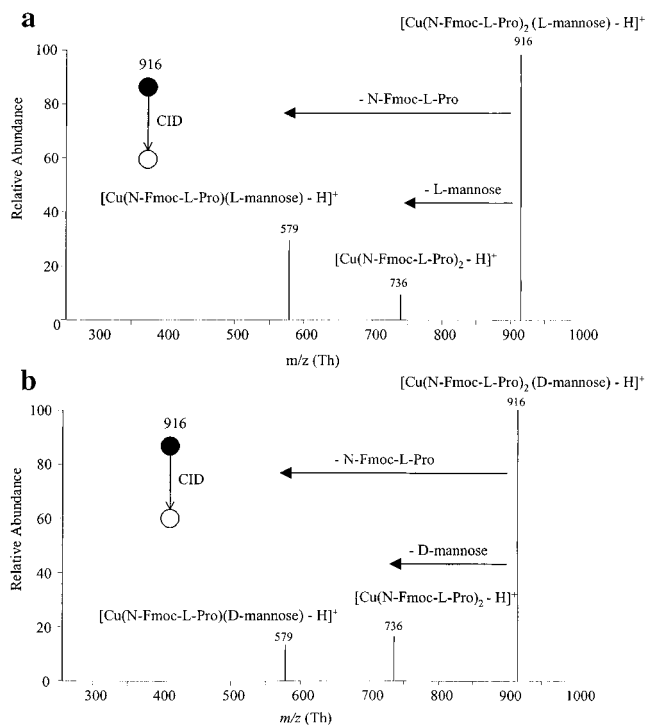 a
[Cu(N-Fmoc-L-Pro)2 (L-mannose) - H]+
916
100
916
80
- N-Fmoc-L-Pro
CID
60
Relative Abundance
- L-mannose
[Cu(N-Fmoc-L-Pro)(L-mannose) - H]+
40
579
[Cu(N-Fmoc-L-Pro)2 - H]+
736
20
0
300 400 500 600 700 800 900 1000
m/z (Th)
b
[Cu(N-Fmoc-L-Pro)2 (D-mannose) - H]+
916
100
916
80
- N-Fmoc-L-Pro
CID
60
Relative Abundance
- D-mannose
40
[Cu(N-Fmoc-L-Pro)2 - H]+
[Cu(N-Fmoc-L-Pro)(D-mannose) - H]+
579
736
20
0
300 400 500 600 700 800 900 1000
m/z (Th)